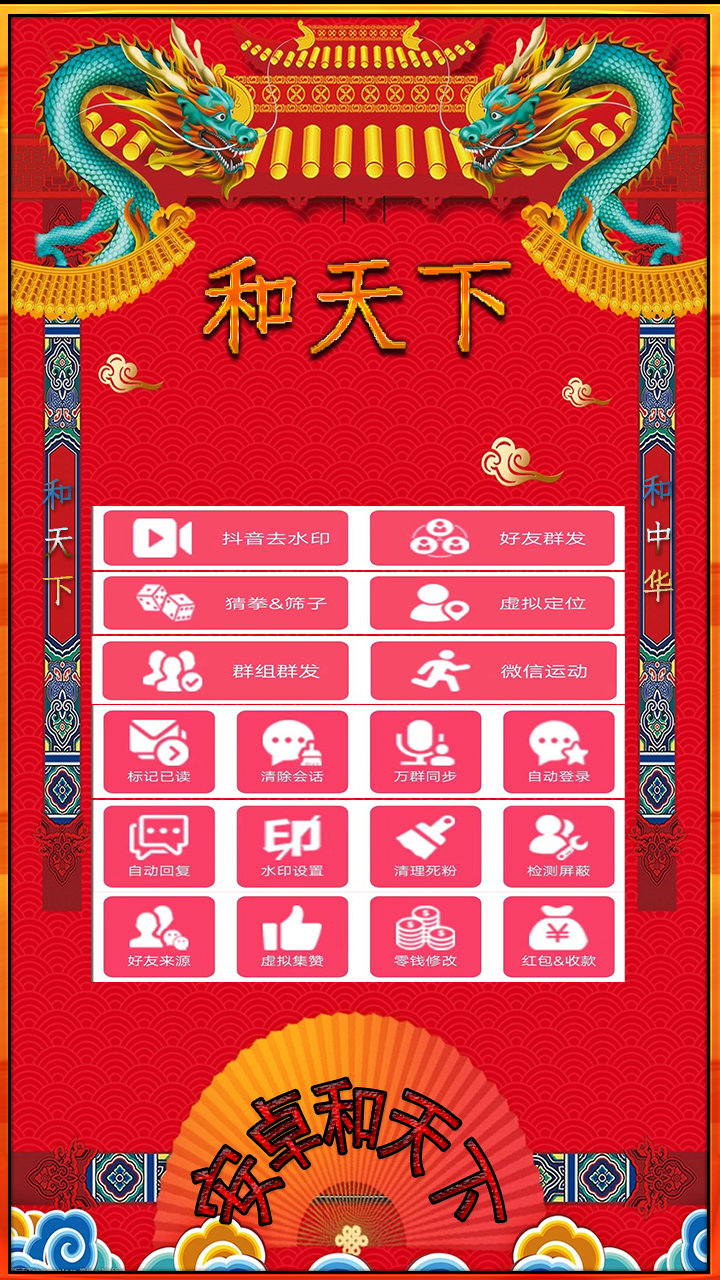 和天下
和天下
和中华
抖音去水印 好友群发
猜拳&筛子 虚拟定位
群组群发 微信运动
标记已读 清除会话 万群同步 自动登录
自动回复 水印设置 清理死粉 检测屏蔽
好友来源 虚拟集赞 零钱修改 红包&收款
印
安卓和天下